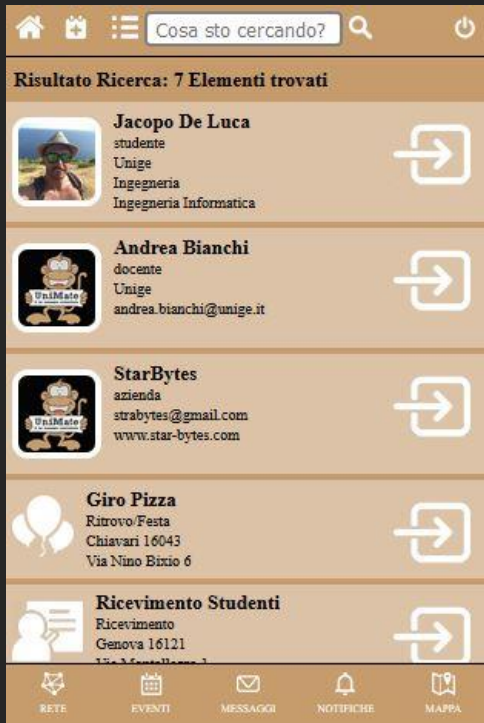 Cosa sto cercando?
Risultato Ricerca: 7 Elementi trovati
Jacopo De Luca
studente
Unige
Ingegneria
Ingegneria Informatica
Andrea Bianchi
docente
Unige
andrea.bianchi@unige.it
UniMate
StarBytes
azienda
strabytes@gmail.com
www.star-bytes.com
UniMate
Giro Pizza
Ritrovo/Festa
Chiavari 16043
Via Nino Bixio 6
Ricevimento Studenti
Ricevimento
Genova 16121
RETE
EVENTI
MESSAGGI
NOTIFICHE
MAPPA